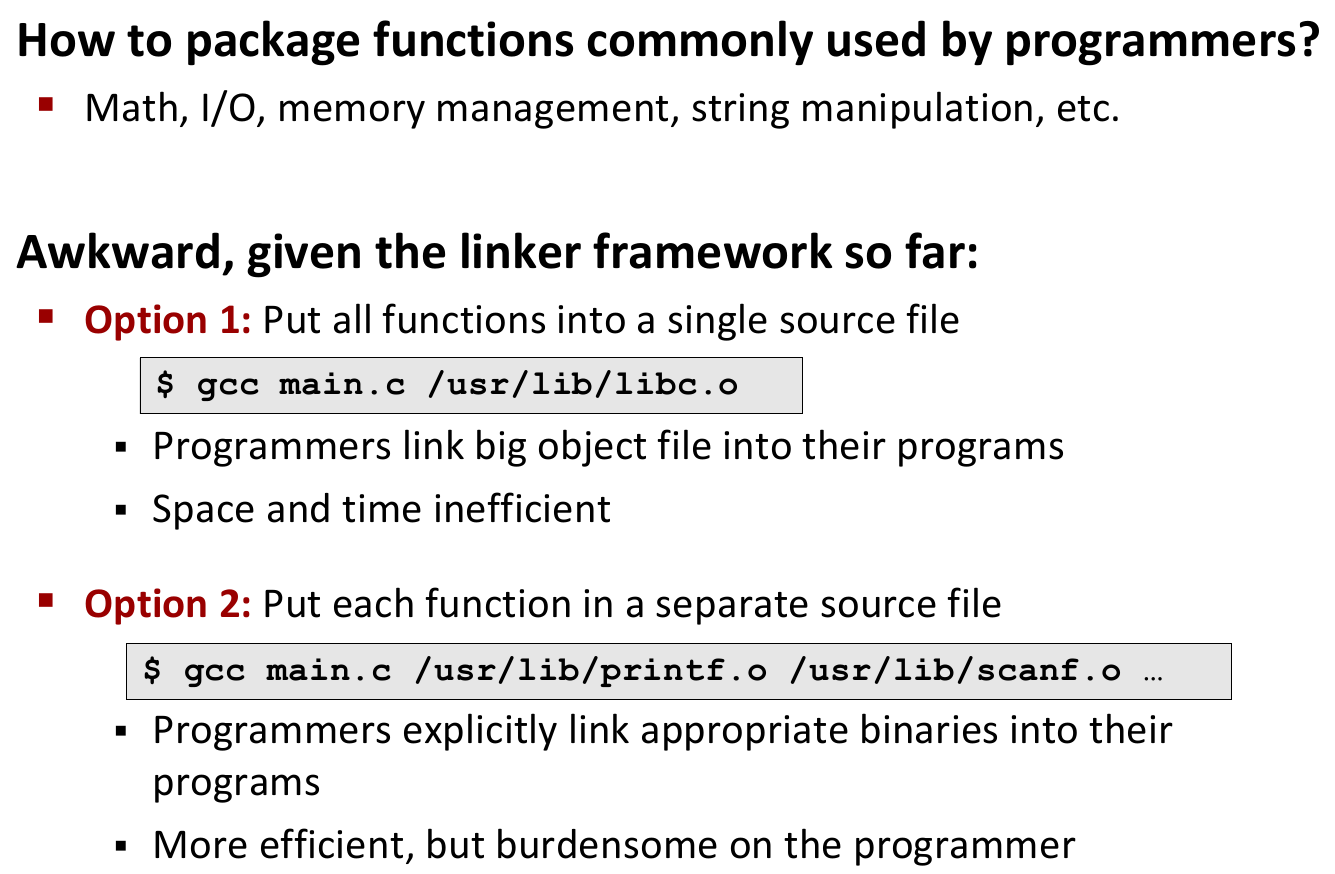 How to package functions commonly used by programmers?
▪ Math, I/O, memory management, string manipulation, etc.
Awkward, given the linker framework so far:
▪ Option 1: Put all functions into a single source file
$ gcc main.c /usr/lib/libc.o
▪ Programmers link big object file into their programs
▪ Space and time inefficient
▪ Option 2: Put each function in a separate source file
$ gcc main.c /usr/lib/printf.o /usr/lib/scanf.o …
▪ Programmers explicitly link appropriate binaries into their
programs
▪ More efficient, but burdensome on the programmer